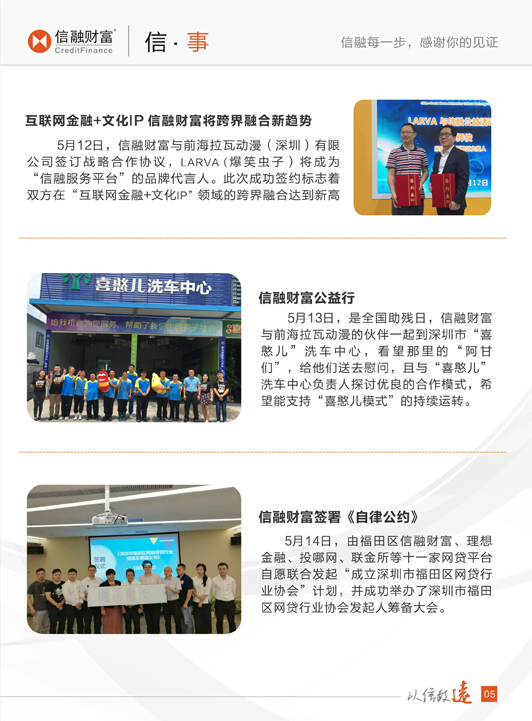 信融财富®
CreditFinance
信·事
信融每一步，感谢你的见证
互联网金融+文化IP 信融财富将跨界融合新趋势
5月12日，信融财富与前海拉瓦动漫（深圳）有限
公司签订战略合作协议，LARVA (爆笑虫子）将成为
“信融服务平台”的品牌代言人。此次成功签约标志着
双方在“互联网金融+文化IP”领域的跨界融合达到新高
喜憨儿洗车中心
信融财富公益行
5月13日，是全国助残日，信融财富
与前海拉瓦动漫的伙伴一起到深圳市“喜
憨儿”洗车中心，看望那里的“阿甘
们”，给他们送去慰问，且与“喜憨儿”
洗车中心负责人探讨优良的合作模式，希
望能支持“喜憨儿模式”的持续运转。
信融财富签署《自律公约》
5月14日，由福田区信融财富、理想
金融、投哪网、联金所等十一家网贷平台
自愿联合发起“成立深圳市福田区网贷行
业协会”计划，并成功举办了深圳市福田
区网贷行业协会发起人筹备大会。
以信致遠
05